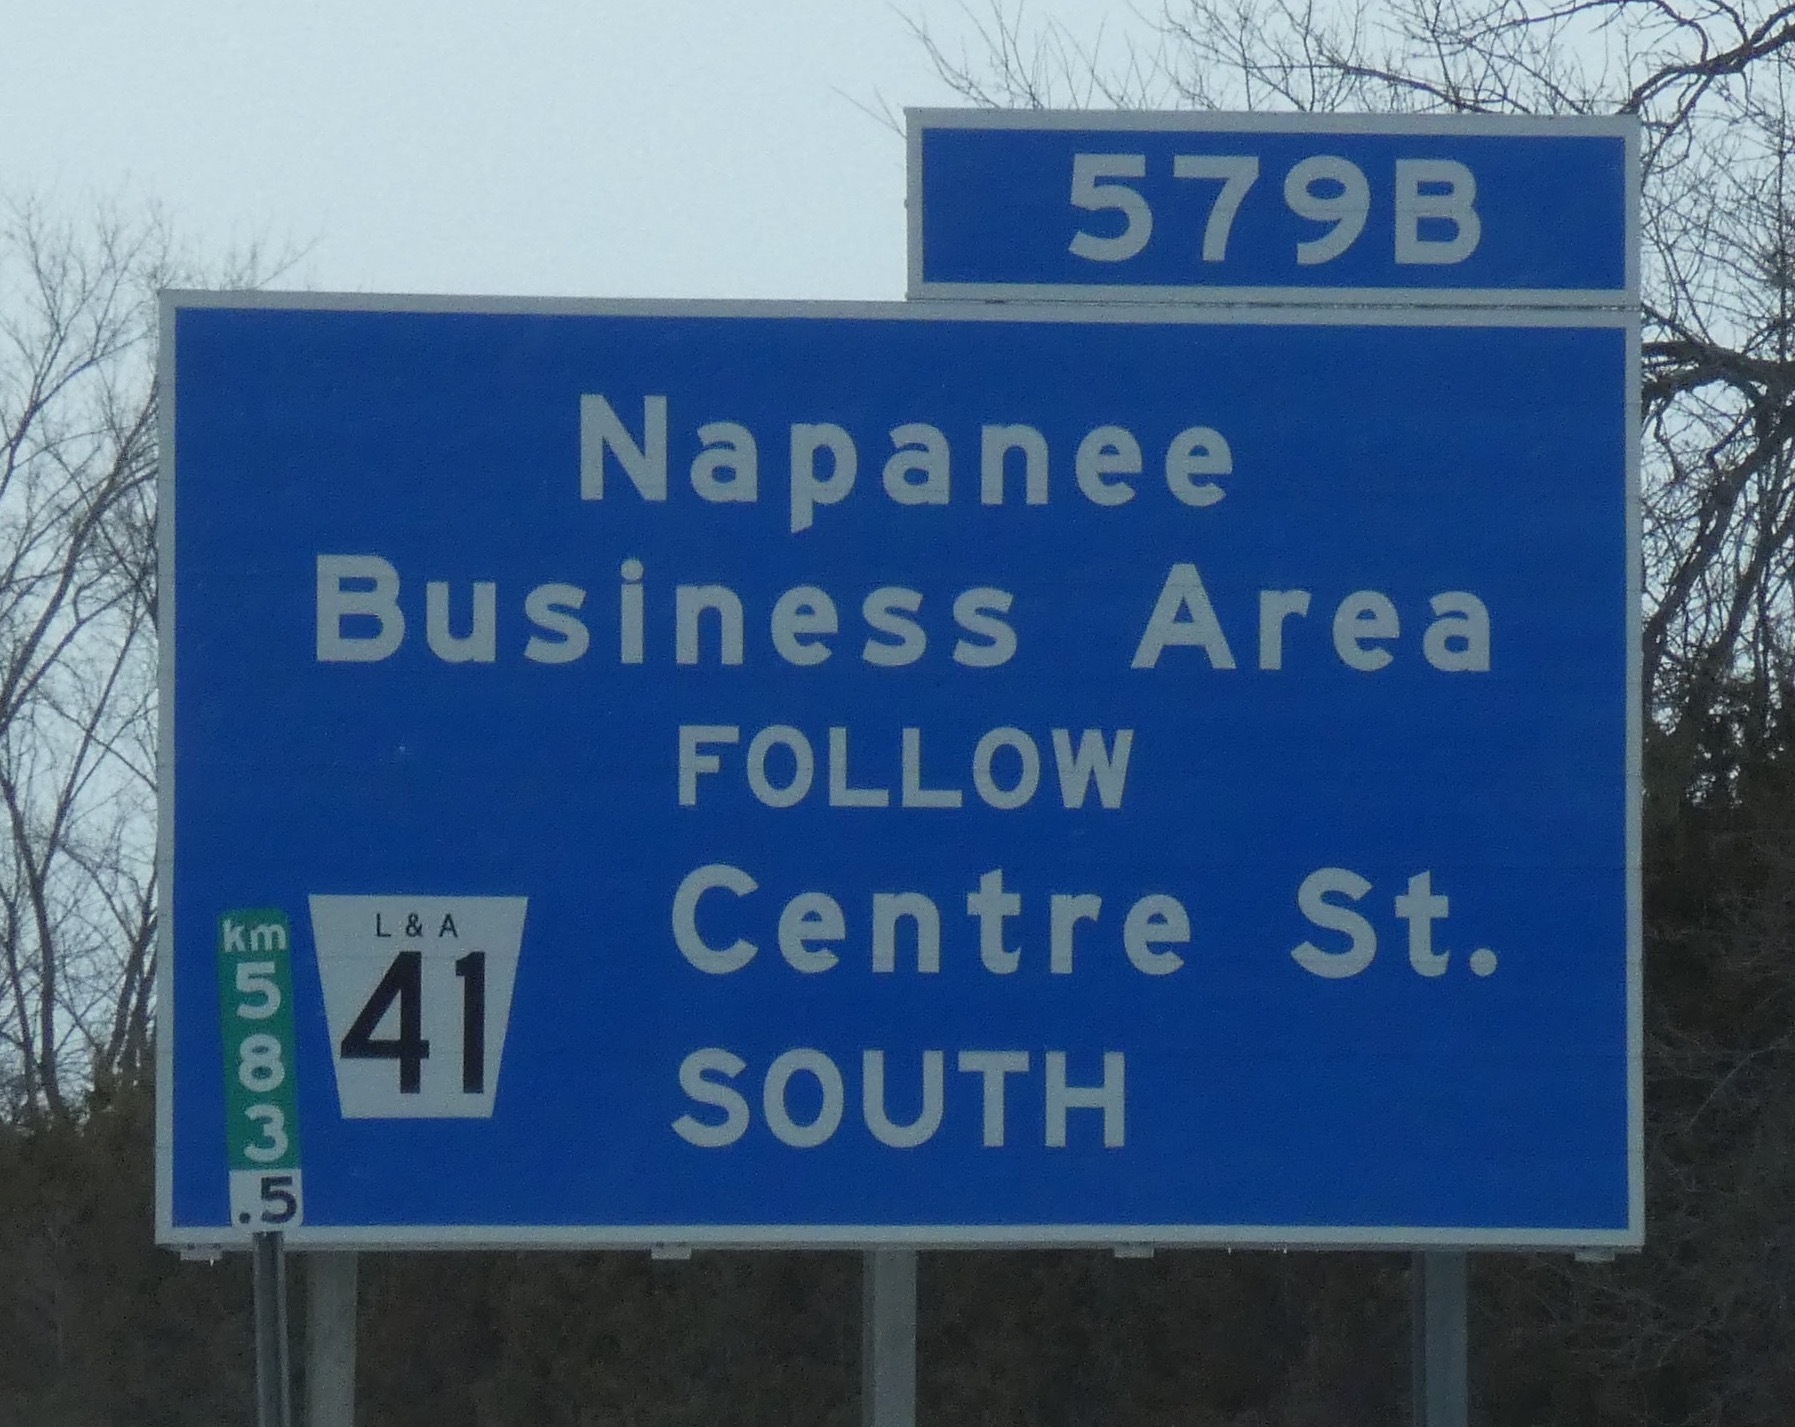 579B
Napanee
Business Area
FOLLOW
Centre St.
SOUTH
L & A
41
km
5
8
3
.5